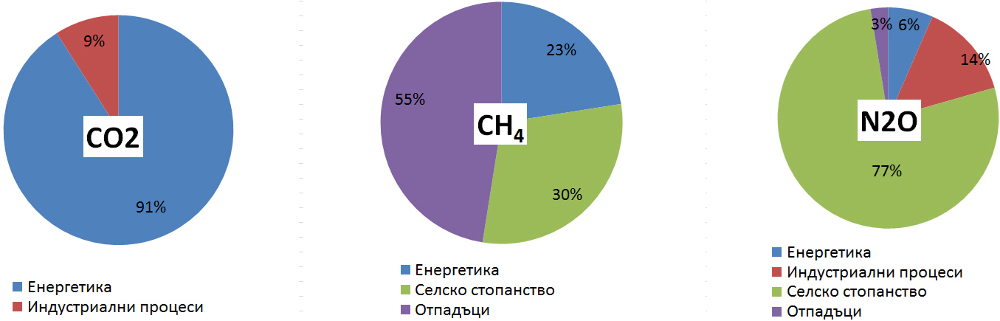 9%
CO2
91%
Енергетика
Индустриални процеси
23%
55%
CH₄
30%
Енергетика
Селско стопанство
Отпадъци
3%
6%
14%
N2O
77%
Енергетика
Индустриални процеси
Селско стопанство
Отпадъци